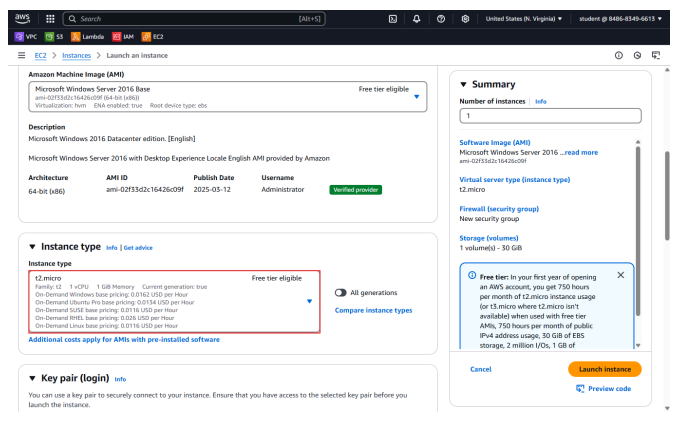 aws
Search [Alt+S]
United States (N. Virginia) ▼ student @ 8486-8349-6613 ▼
VPC S3 Lambda IAM EC2
EC2 > Instances > Launch an instance
Amazon Machine Image (AMI)
Microsoft Windows Server 2016 Base Free tier eligible
ami-02f33d2c16426c09f (64-bit (x86))
Virtualization: hvm ENA enabled: true Root device type: ebs
Description
Microsoft Windows 2016 Datacenter edition. [English]
Microsoft Windows Server 2016 with Desktop Experience Locale English AMI provided by Amazon
Architecture AMI ID Publish Date Username
64-bit (x86) ami-02f33d2c16426c09f 2025-03-12 Administrator Verified provider
▼ Instance type Info | Get advice
Instance type
t2.micro Free tier eligible
Family: t2 1 vCPU 1 GiB Memory Current generation: true
On-Demand Windows base pricing: 0.0162 USD per Hour
On-Demand Ubuntu Pro base pricing: 0.0134 USD per Hour
On-Demand SUSE base pricing: 0.0116 USD per Hour
On-Demand RHEL base pricing: 0.026 USD per Hour
On-Demand Linux base pricing: 0.0116 USD per Hour
All generations
Compare instance types
Additional costs apply for AMIs with pre-installed software
▼ Key pair (login) Info
You can use a key pair to securely connect to your instance. Ensure that you have access to the selected key pair before you
launch the instance.
▼ Summary
Number of instances Info
1
Software Image (AMI)
Microsoft Windows Server 2016 ...read more
ami-02f33d2c16426c09f
Virtual server type (instance type)
t2.micro
Firewall (security group)
New security group
Storage (volumes)
1 volume(s) - 30 GiB
Free tier: In your first year of opening
an AWS account, you get 750 hours
per month of t2.micro instance usage
(or t3.micro where t2.micro isn't
available) when used with free tier
AMIs, 750 hours per month of public
IPv4 address usage, 30 GiB of EBS
storage, 2 million I/Os, 1 GB of
Cancel Launch instance
Preview code